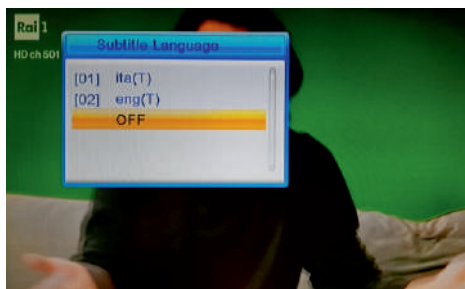 Rai 1
HD ch 501
Subtitle Language
[01] ita(T)
[02] eng(T)
OFF